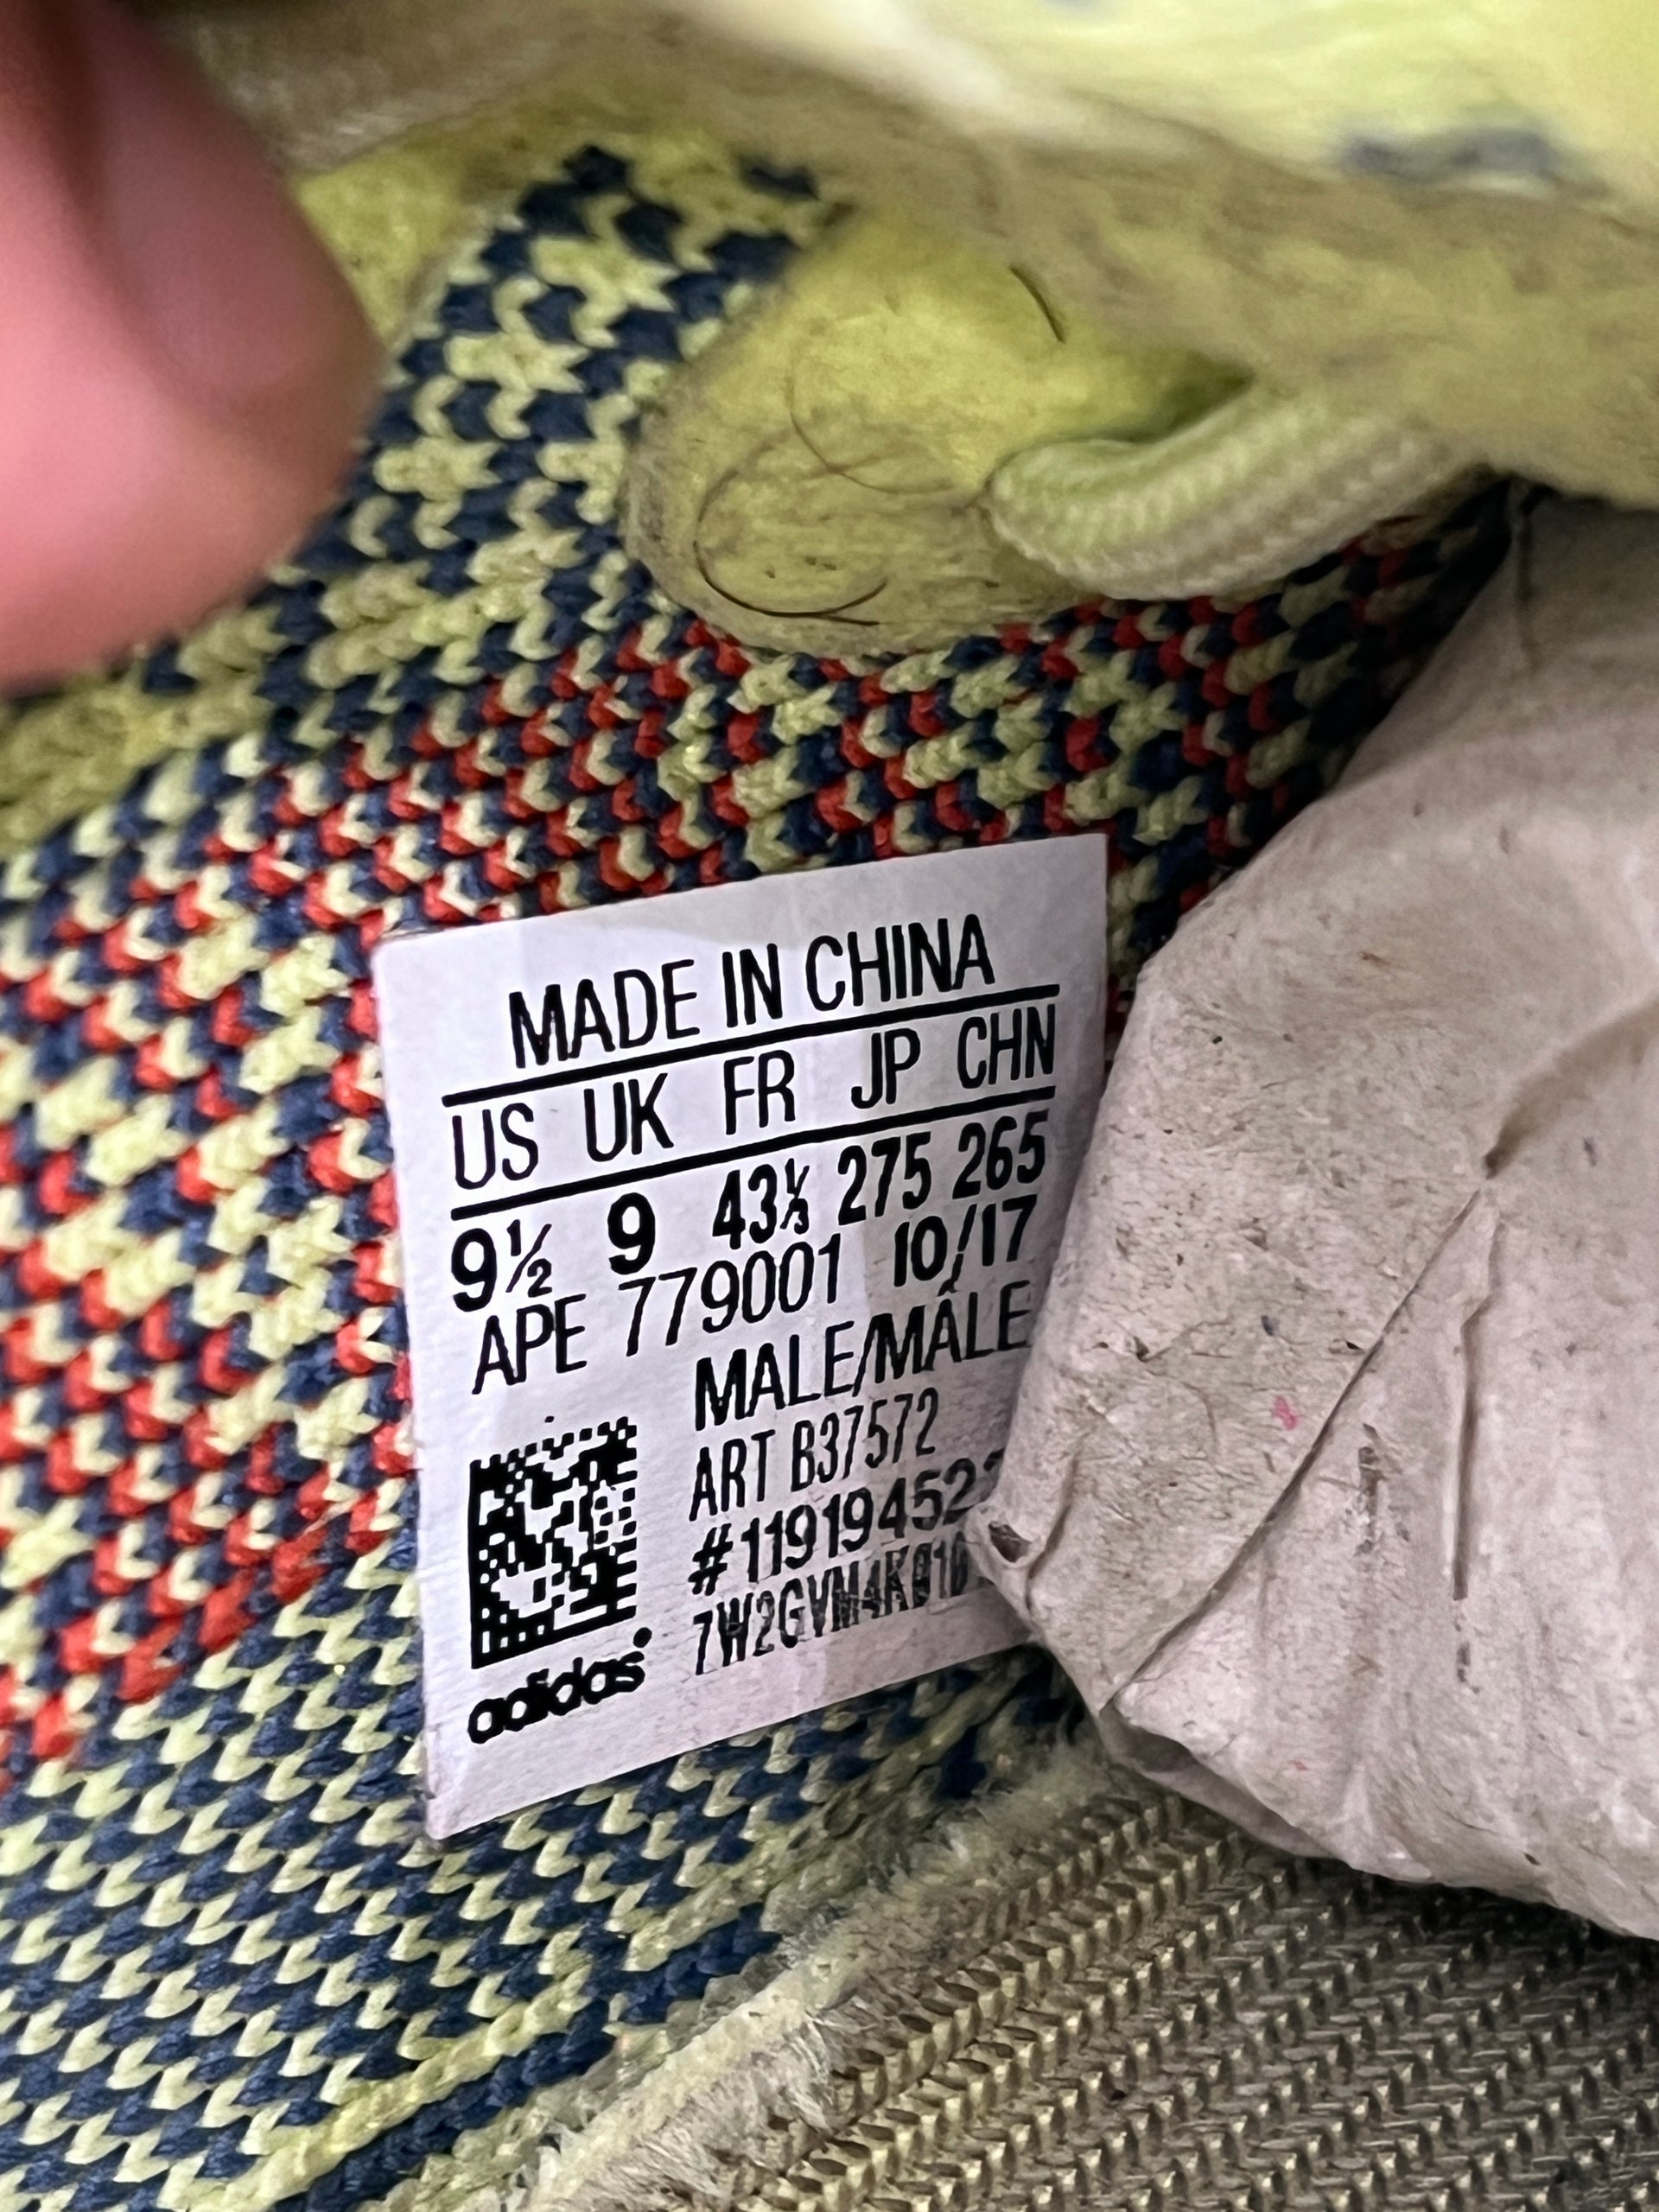 MADE IN CHINA
US UK FR JP CHN
9½ 9 43⅓ 275 265
APE 779001 10/17
MALE/MÂLE
ART B37572
adidas